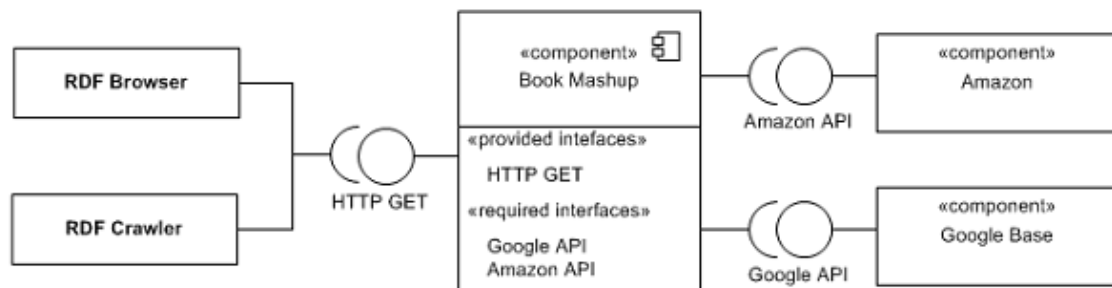 RDF Browser
RDF Crawler
HTTP GET
«component»
Book Mashup
«provided intefaces»
HTTP GET
«required interfaces»
Google API
Amazon API
Amazon API
Google API
«component»
Amazon
«component»
Google Base